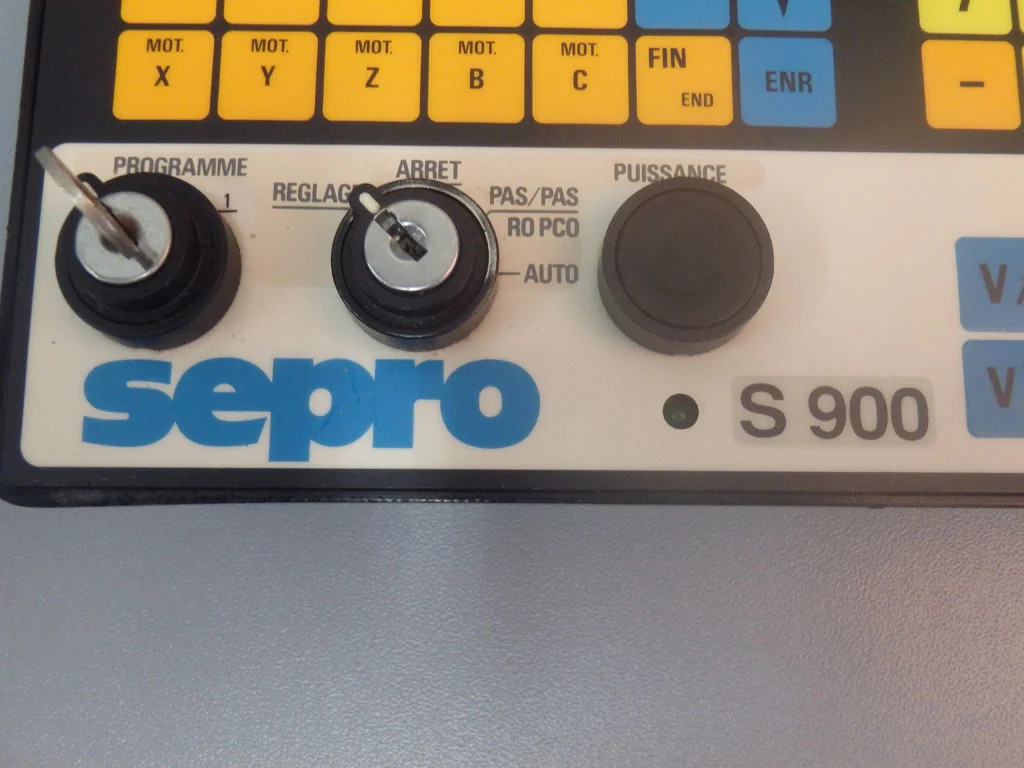 MOT. X
MOT. Y
MOT. Z
MOT. B
MOT. C
FIN
END
ENR
-
PROGRAMME
1
REGLAGE
ARRET
PAS/PAS
RO PCO
AUTO
PUISSANCE
sepro
S 900
V
V